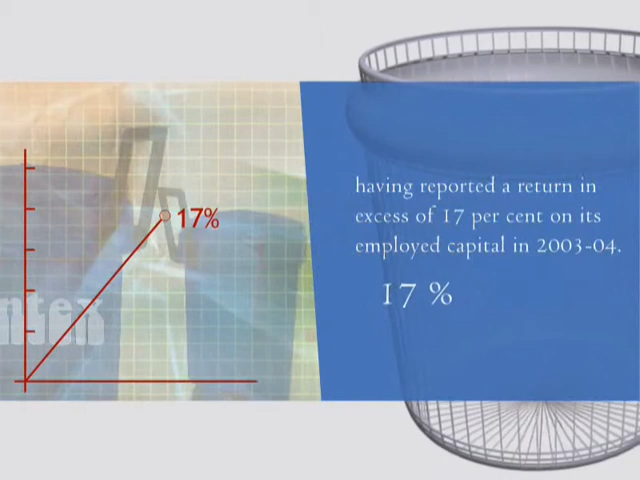 17%
having reported a return in
excess of 17 per cent on its
employed capital in 2003-04.
17 %